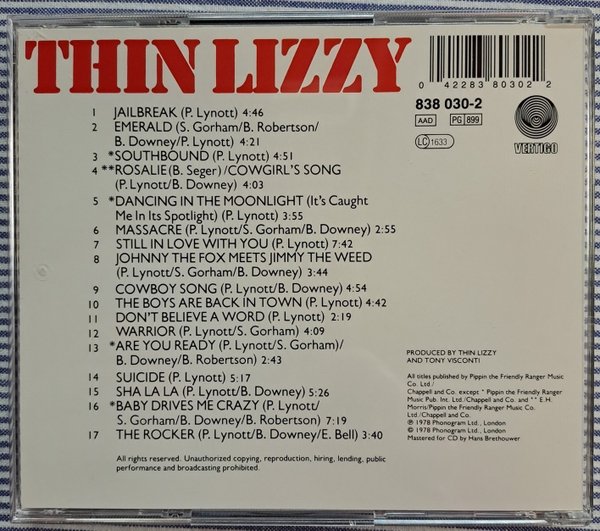 THIN LIZZY
0 42283 80302 2
838 030-2
AAD PG 899
LC 1633
VERTIGO
1 JAILBREAK (P. Lynott) 4:46
2 EMERALD (S. Gorham/B. Robertson/
B. Downey/P. Lynott) 4:21
3 *SOUTHBOUND (P. Lynott) 4:51
4 **ROSALIE (B. Seger) /COWGIRL'S SONG
(P. Lynott/B. Downey) 4:03
5 *DANCING IN THE MOONLIGHT (It's Caught
Me In Its Spotlight) (P. Lynott) 3:55
6 MASSACRE (P. Lynott/S. Gorham/B. Downey) 2:55
7 STILL IN LOVE WITH YOU (P. Lynott) 7:42
8 JOHNNY THE FOX MEETS JIMMY THE WEED
(P. Lynott/S. Gorham/B. Downey) 3:44
9 COWBOY SONG (P. Lynott/B. Downey) 4:54
10 THE BOYS ARE BACK IN TOWN (P. Lynott) 4:42
11 DON'T BELIEVE A WORD (P. Lynott) 2:19
12 WARRIOR (P. Lynott/S. Gorham) 4:09
13 *ARE YOU READY (P. Lynott/S. Gorham)/
B. Downey/B. Robertson) 2:43
14 SUICIDE (P. Lynott) 5:17
15 SHA LA LA (P. Lynott/B. Downey) 5:26
16 *BABY DRIVES ME CRAZY (P. Lynott/
S. Gorham/B. Downey/B. Robertson) 7:19
17 THE ROCKER (P. Lynott/B. Downey/E. Bell) 3:40
PRODUCED BY THIN LIZZY
AND TONY VISCONTI
All titles published by Pippin the Friendly Ranger Music
Co. Ltd./
Chappell and Co. except * Pippin the Friendly Ranger
Music Pub. Int. Ltd./Chappell and Co. and ** E.H.
Morris/Pippin the Friendly Ranger Music Co.
Ltd./Chappell and Co.
℗ 1978 Phonogram Ltd., London
© 1978 Phonogram Ltd., London
Mastered for CD by Hans Brethouwer
All rights reserved. Unauthorized copying, reproduction, hiring, lending, public
performance and broadcasting prohibited.